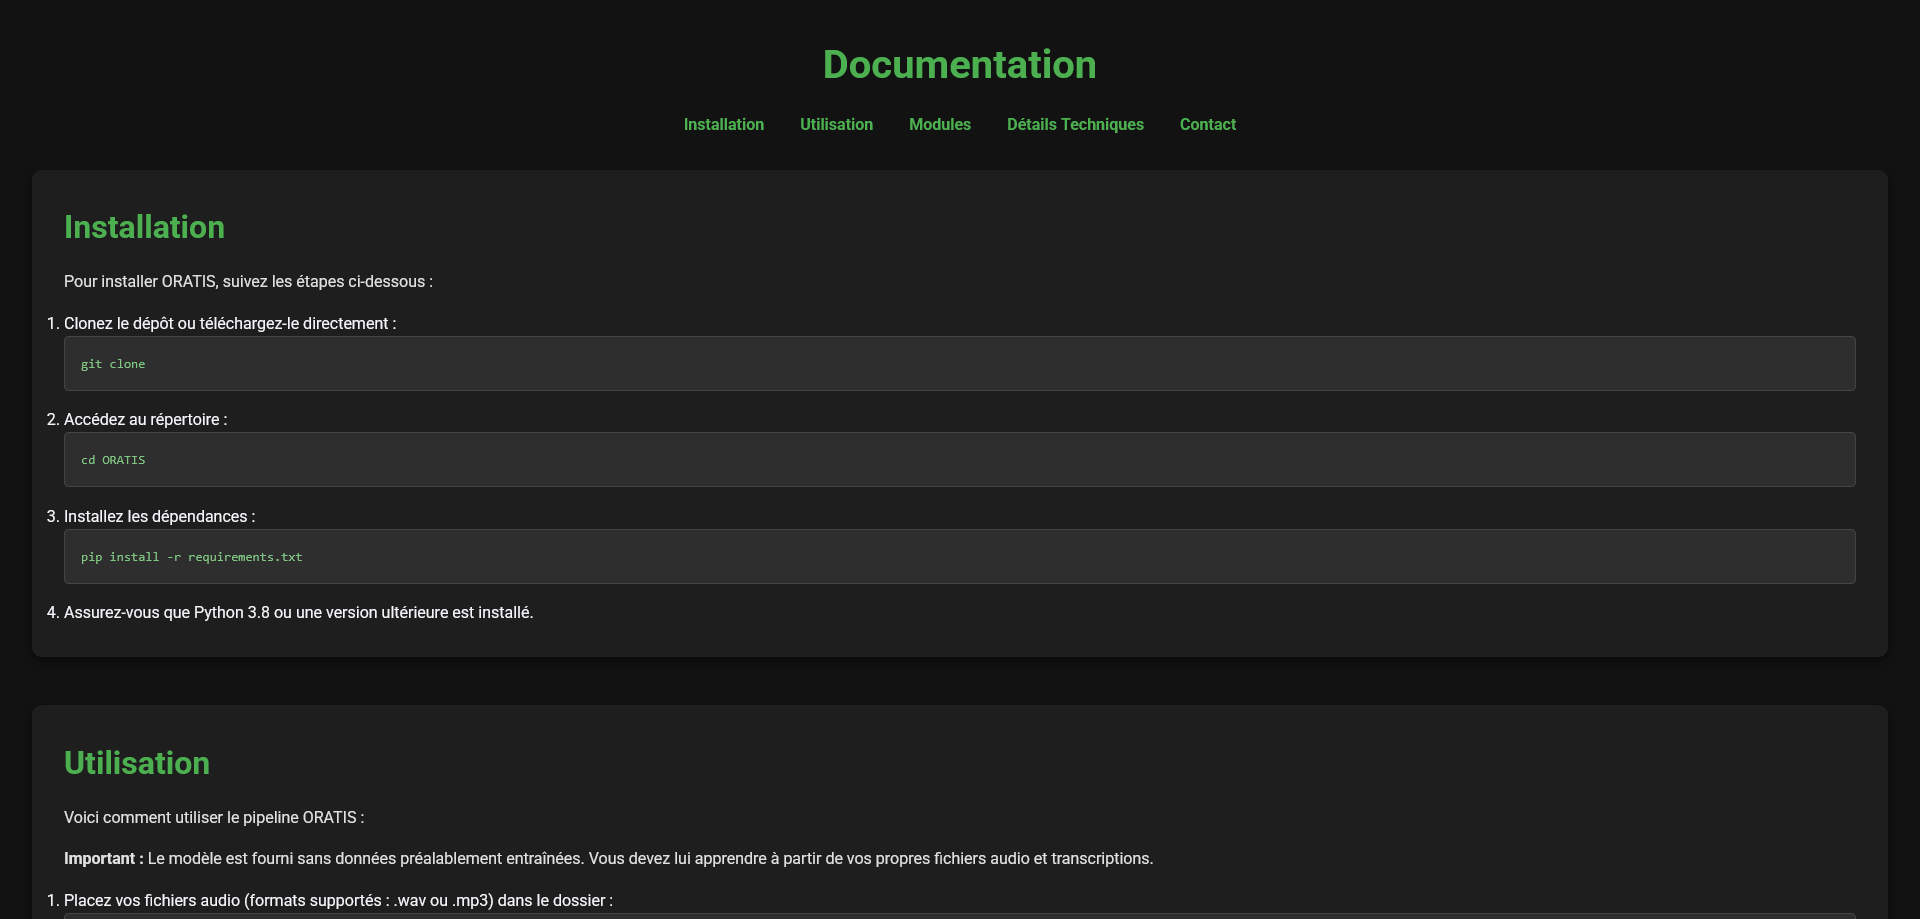 Documentation
Installation Utilisation Modules Détails Techniques Contact
Installation
Pour installer ORATIS, suivez les étapes ci-dessous :
1. Clonez le dépôt ou téléchargez-le directement :
git clone
2. Accédez au répertoire :
cd ORATIS
3. Installez les dépendances :
pip install -r requirements.txt
4. Assurez-vous que Python 3.8 ou une version ultérieure est installé.
Utilisation
Voici comment utiliser le pipeline ORATIS :
Important : Le modèle est fourni sans données préalablement entraînées. Vous devez lui apprendre à partir de vos propres fichiers audio et transcriptions.
1. Placez vos fichiers audio (formats supportés : .wav ou .mp3) dans le dossier :